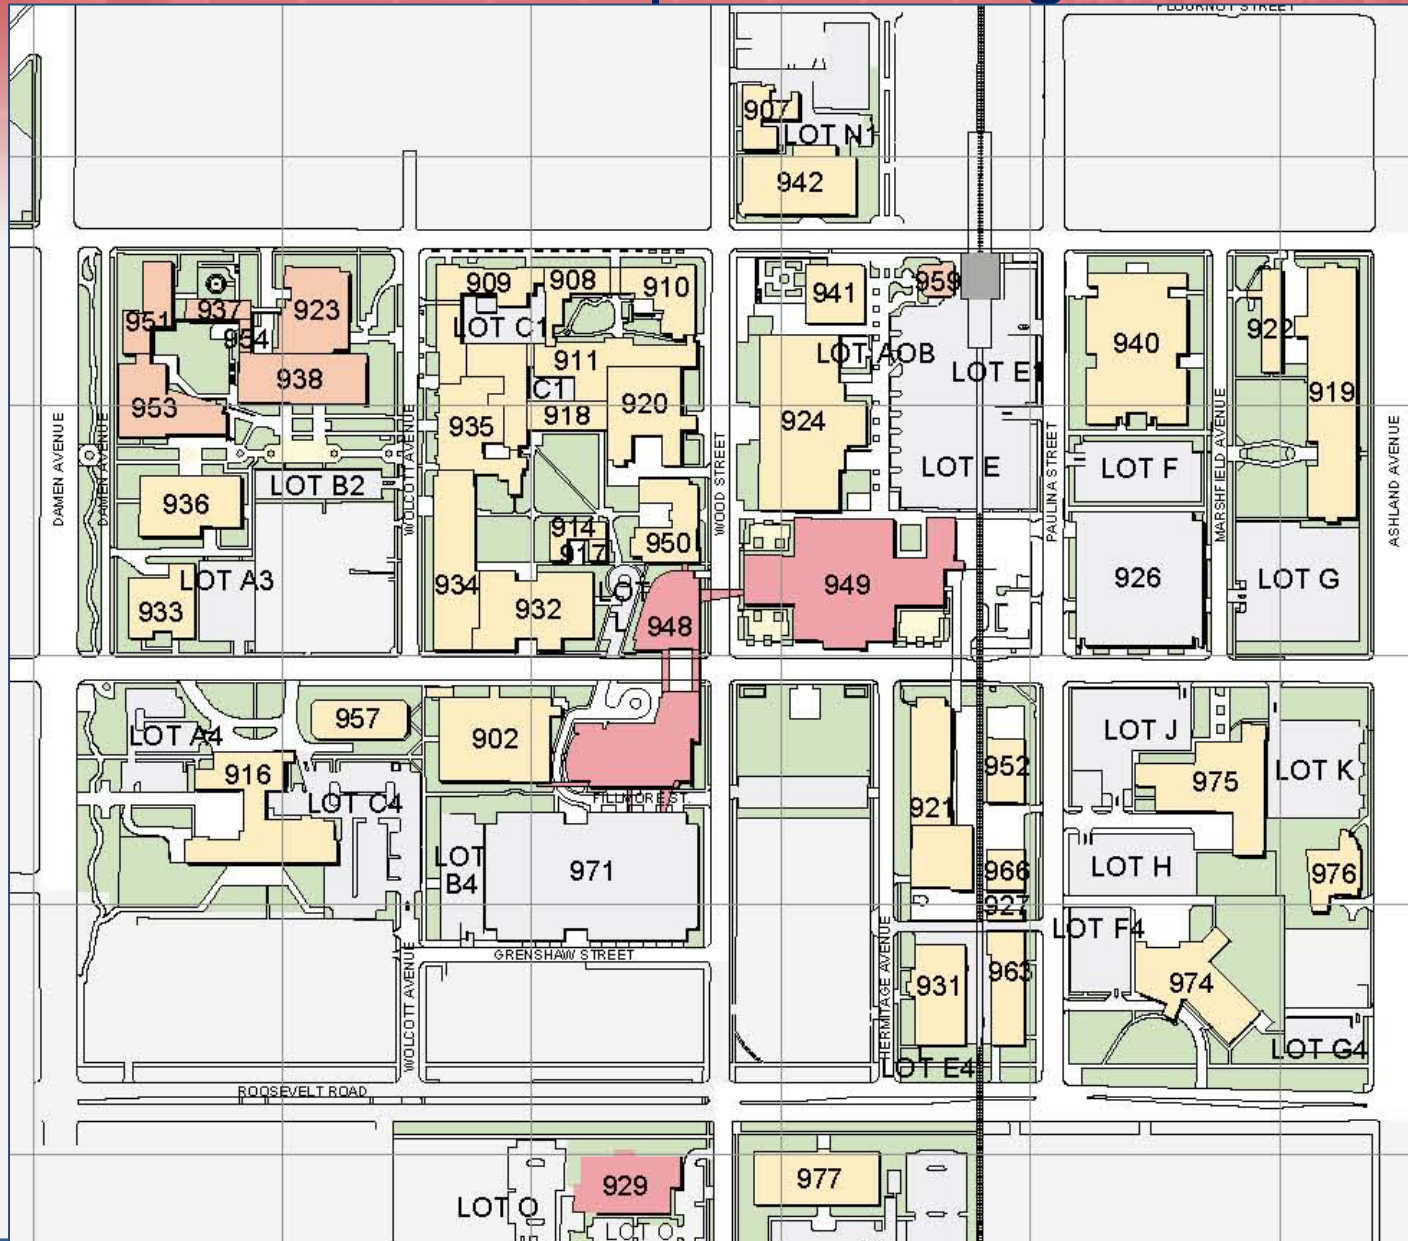 FLOURNOY STREET
907
LOT N1
942
909
908
910
941
959
951
937
923
954
LOT C1
LOT AOB
LOT E1
940
922
919
938
911
C1
918
920
953
935
924
LOT E
LOT F
DAMEN AVENUE
DAMEN AVENUE
WOLCOTT AVENUE
WOOD STREET
PAULINA STREET
MARSHFIELD AVENUE
ASHLAND AVENUE
936
LOT B2
914
917
950
LOT A3
933
934
932
LOT
948
949
926
LOT G
957
902
LOT A4
916
LOT C4
FILLMORE ST.
952
921
LOT J
975
LOT K
LOT
B4
971
966
927
LOT H
976
LOT F4
GRENSHAW STREET
WOLCOTT AVENUE
HERMITAGE AVENUE
931
963
974
LOT E4
LOT G4
ROOSEVELT ROAD
LOT O
929
LOT O
977